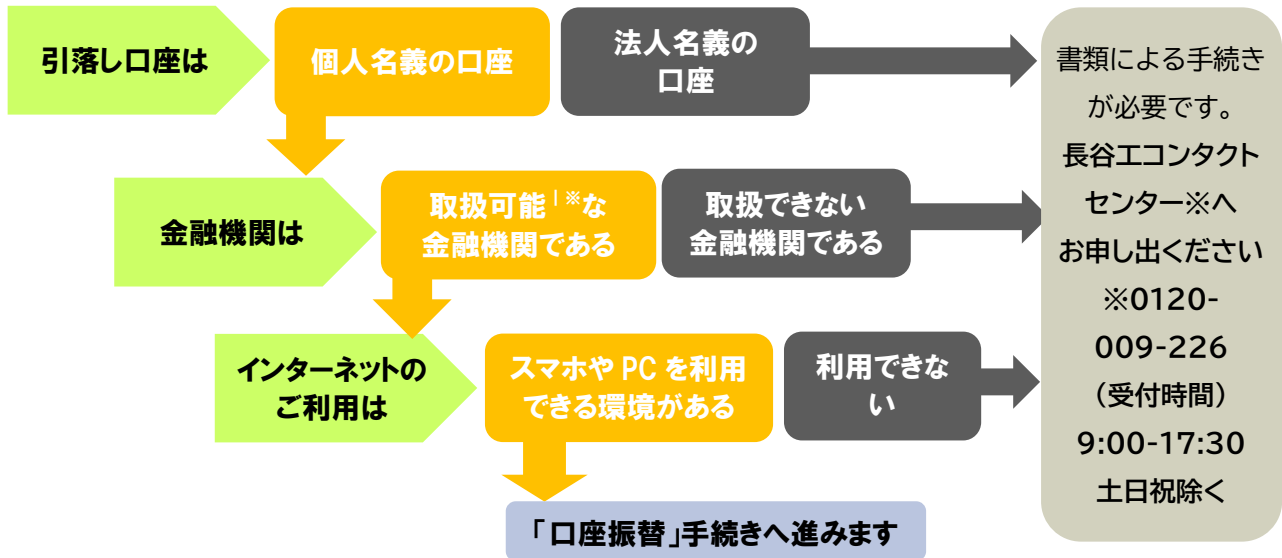 引落し口座は
個人名義の口座
法人名義の
口座
金融機関は
取扱可能|※な
金融機関である
取扱できない
金融機関である
インターネットの
ご利用は
スマホや PC を利用
できる環境がある
利用できな
い
「口座振替」手続きへ進みます
書類による手続き
が必要です。
長谷工コンタクト
センター※へ
お申し出ください
※0120-
009-226
(受付時間)
9:00-17:30
土日祝除く